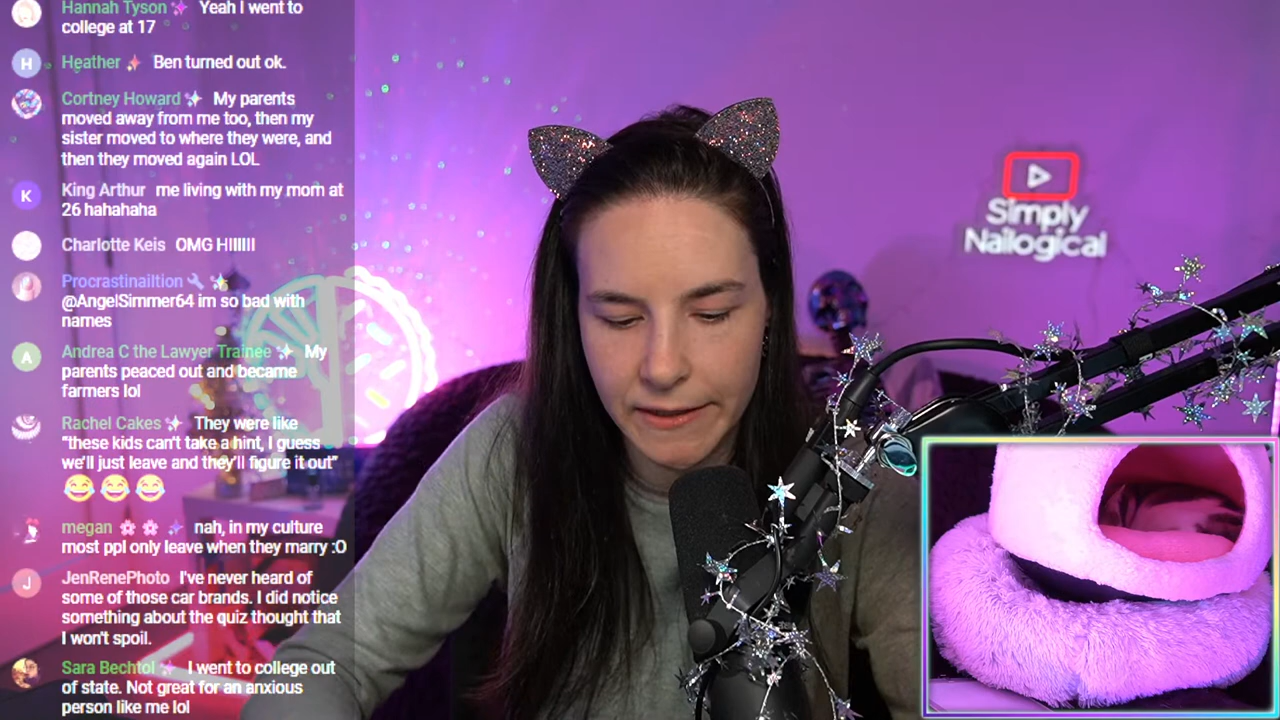 Hannah Tyson Yeah I went to
college at 17
H Heather Ben turned out ok.
Cortney Howard My parents
moved away from me too, then my
sister moved to where they were, and
then they moved again LOL
K King Arthur me living with my mom at
26 hahahaha
Charlotte Keis OMG HIIIIII
Procrastinailtion
@AngelSimmer64 im so bad with
names
A Andrea C the Lawyer Trainee My
parents peaced out and became
farmers lol
Rachel Cakes They were like
“these kids can't take a hint, I guess
we'll just leave and they'll figure it out”
😂😂😂
megan 🌸 🌸 nah, in my culture
most ppl only leave when they marry :O
J JenRenePhoto I've never heard of
some of those car brands. I did notice
something about the quiz thought that
I won't spoil.
Sara Bechtol I went to college out
of state. Not great for an anxious
person like me lol
Simply
Nailogical